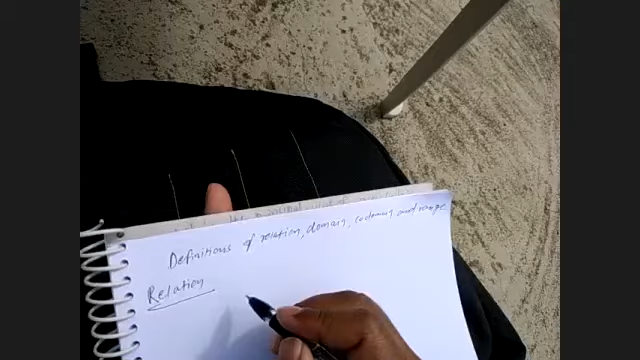 Definitions of relation, domain, codomain and range
Relation